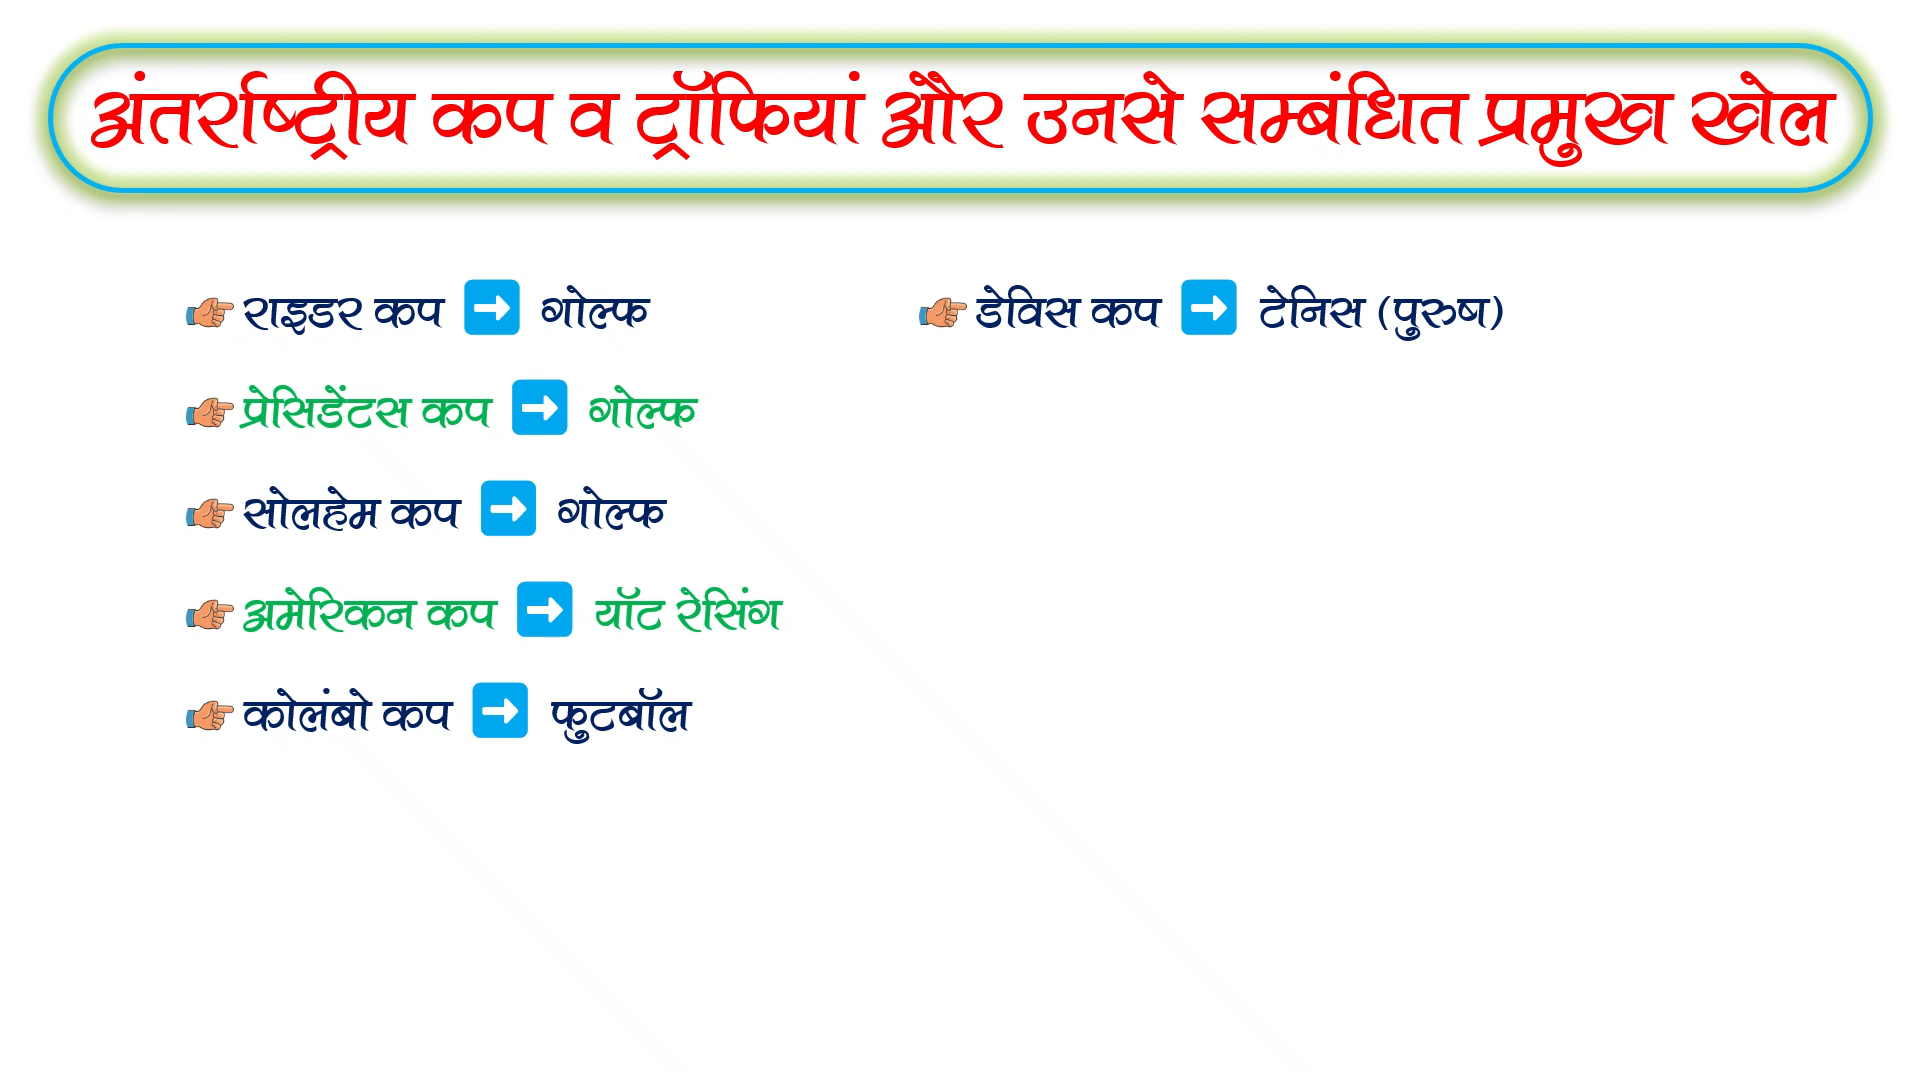 अंतर्राष्ट्रीय कप व ट्रॉफियां और उनसे सम्बंधित प्रमुख खेल
👉राइडर कप ➡ गोल्फ
👉प्रेसिडेंटस कप ➡ गोल्फ
👉सोलहेम कप ➡ गोल्फ
👉अमेरिकन कप ➡ यॉट रेसिंग
👉कोलंबो कप ➡ फुटबॉल
👉डेविस कप ➡ टेनिस (पुरुष)